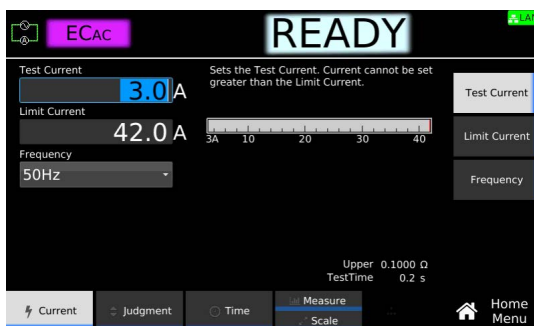 ECAC
READY
LAN
Test Current
3.0 A
Sets the Test Current. Current cannot be set
greater than the Limit Current.
Limit Current
42.0 A
3A 10 20 30 40
Frequency
50Hz
Test Current
Limit Current
Frequency
Upper 0.1000 Ω
TestTime 0.2 s
Current
Judgment
Time
Measure
Scale
Home
Menu